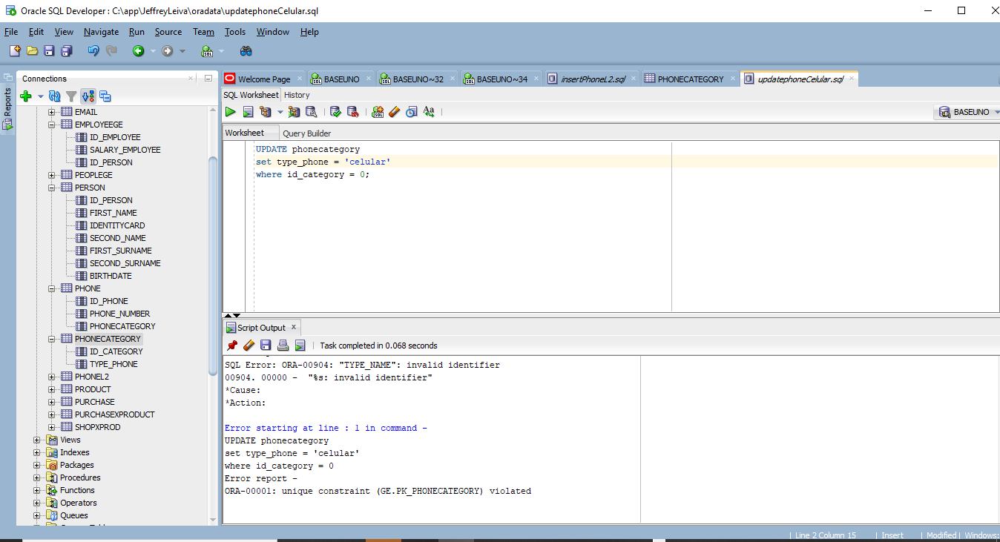 Oracle SQL Developer : C:\app\JeffreyLeiva\oradata\updatephoneCelular.sql
File Edit View Navigate Run Source Team Tools Window Help
Reports
Connections
EMAIL
EMPLOYEEGE
ID_EMPLOYEE
SALARY_EMPLOYEE
ID_PERSON
PEOPLEGE
PERSON
ID_PERSON
FIRST_NAME
IDENTITYCARD
SECOND_NAME
FIRST_SURNAME
SECOND_SURNAME
BIRTHDATE
PHONE
ID_PHONE
PHONE_NUMBER
PHONECATEGORY
PHONECATEGORY
ID_CATEGORY
TYPE_PHONE
PHONEL2
PRODUCT
PURCHASE
PURCHASEXPRODUCT
SHOPXPROD
Views
Indexes
Packages
Procedures
Functions
Operators
Queues
Welcome Page BASEUNO BASEUNO~32 BASEUNO~34 insertPhoneL2.sql PHONECATEGORY updatephoneCelular.sql
SQL Worksheet History
BASEUNO
Worksheet Query Builder
UPDATE phonecategory
set type_phone = 'celular'
where id_category = 0;
Script Output
Task completed in 0.068 seconds
SQL Error: ORA-00904: "TYPE_NAME": invalid identifier
00904. 00000 - "%s: invalid identifier"
*Cause:
*Action:
Error starting at line : 1 in command -
UPDATE phonecategory
set type_phone = 'celular'
where id_category = 0
Error report -
ORA-00001: unique constraint (GE.PK_PHONECATEGORY) violated
Line 2 Column 15 | Insert | Modified | Windows: